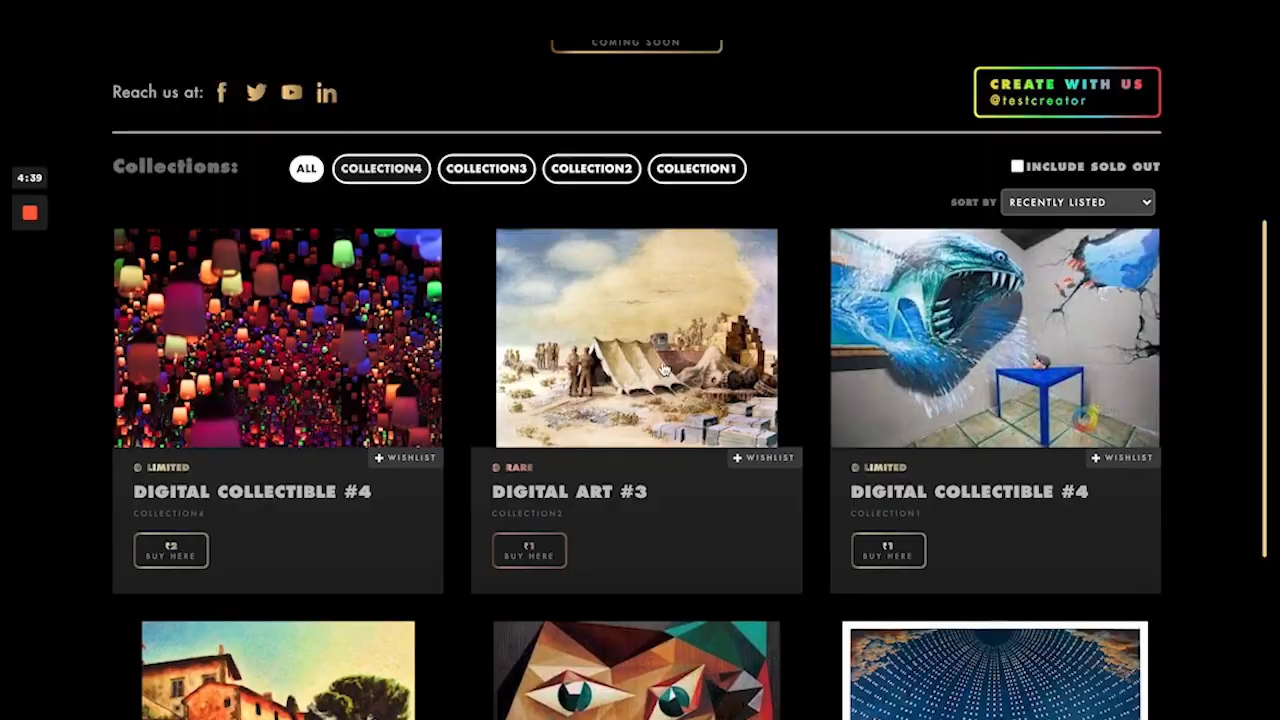 COMING SOON
Reach us at:
CREATE WITH US
@testcreator
Collections:
ALL
COLLECTION4
COLLECTION3
COLLECTION2
COLLECTION1
INCLUDE SOLD OUT
4:39
SORT BY
RECENTLY LISTED
+ WISHLIST
+ WISHLIST
+ WISHLIST
LIMITED
RARE
LIMITED
DIGITAL COLLECTIBLE #4
DIGITAL ART #3
DIGITAL COLLECTIBLE #4
COLLECTION4
COLLECTION2
COLLECTION1
₹2
BUY HERE
₹1
BUY HERE
₹1
BUY HERE